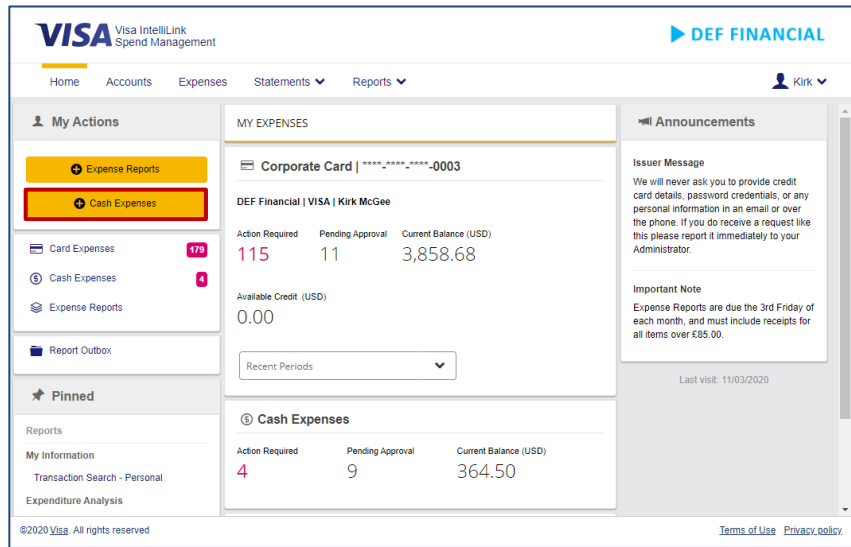 VISA Visa IntelliLink
Spend Management
DEF FINANCIAL
Home Accounts Expenses Statements Reports Kirk
My Actions
Expense Reports
Cash Expenses
Card Expenses 179
Cash Expenses 4
Expense Reports
Report Outbox
Pinned
Reports
My Information
Transaction Search - Personal
Expenditure Analysis
MY EXPENSES
Corporate Card | ****-****-****-0003
DEF Financial | VISA | Kirk McGee
Action Required Pending Approval Current Balance (USD)
115 11 3,858.68
Available Credit (USD)
0.00
Recent Periods
Cash Expenses
Action Required Pending Approval Current Balance (USD)
4 9 364.50
Announcements
Issuer Message
We will never ask you to provide credit
card details, password credentials, or any
personal information in an email or over
the phone. If you do receive a request like
this please report it immediately to your
Administrator.
Important Note
Expense Reports are due the 3rd Friday of
each month, and must include receipts for
all items over £85.00.
Last visit: 11/03/2020
©2020 Visa. All rights reserved
Terms of Use Privacy policy